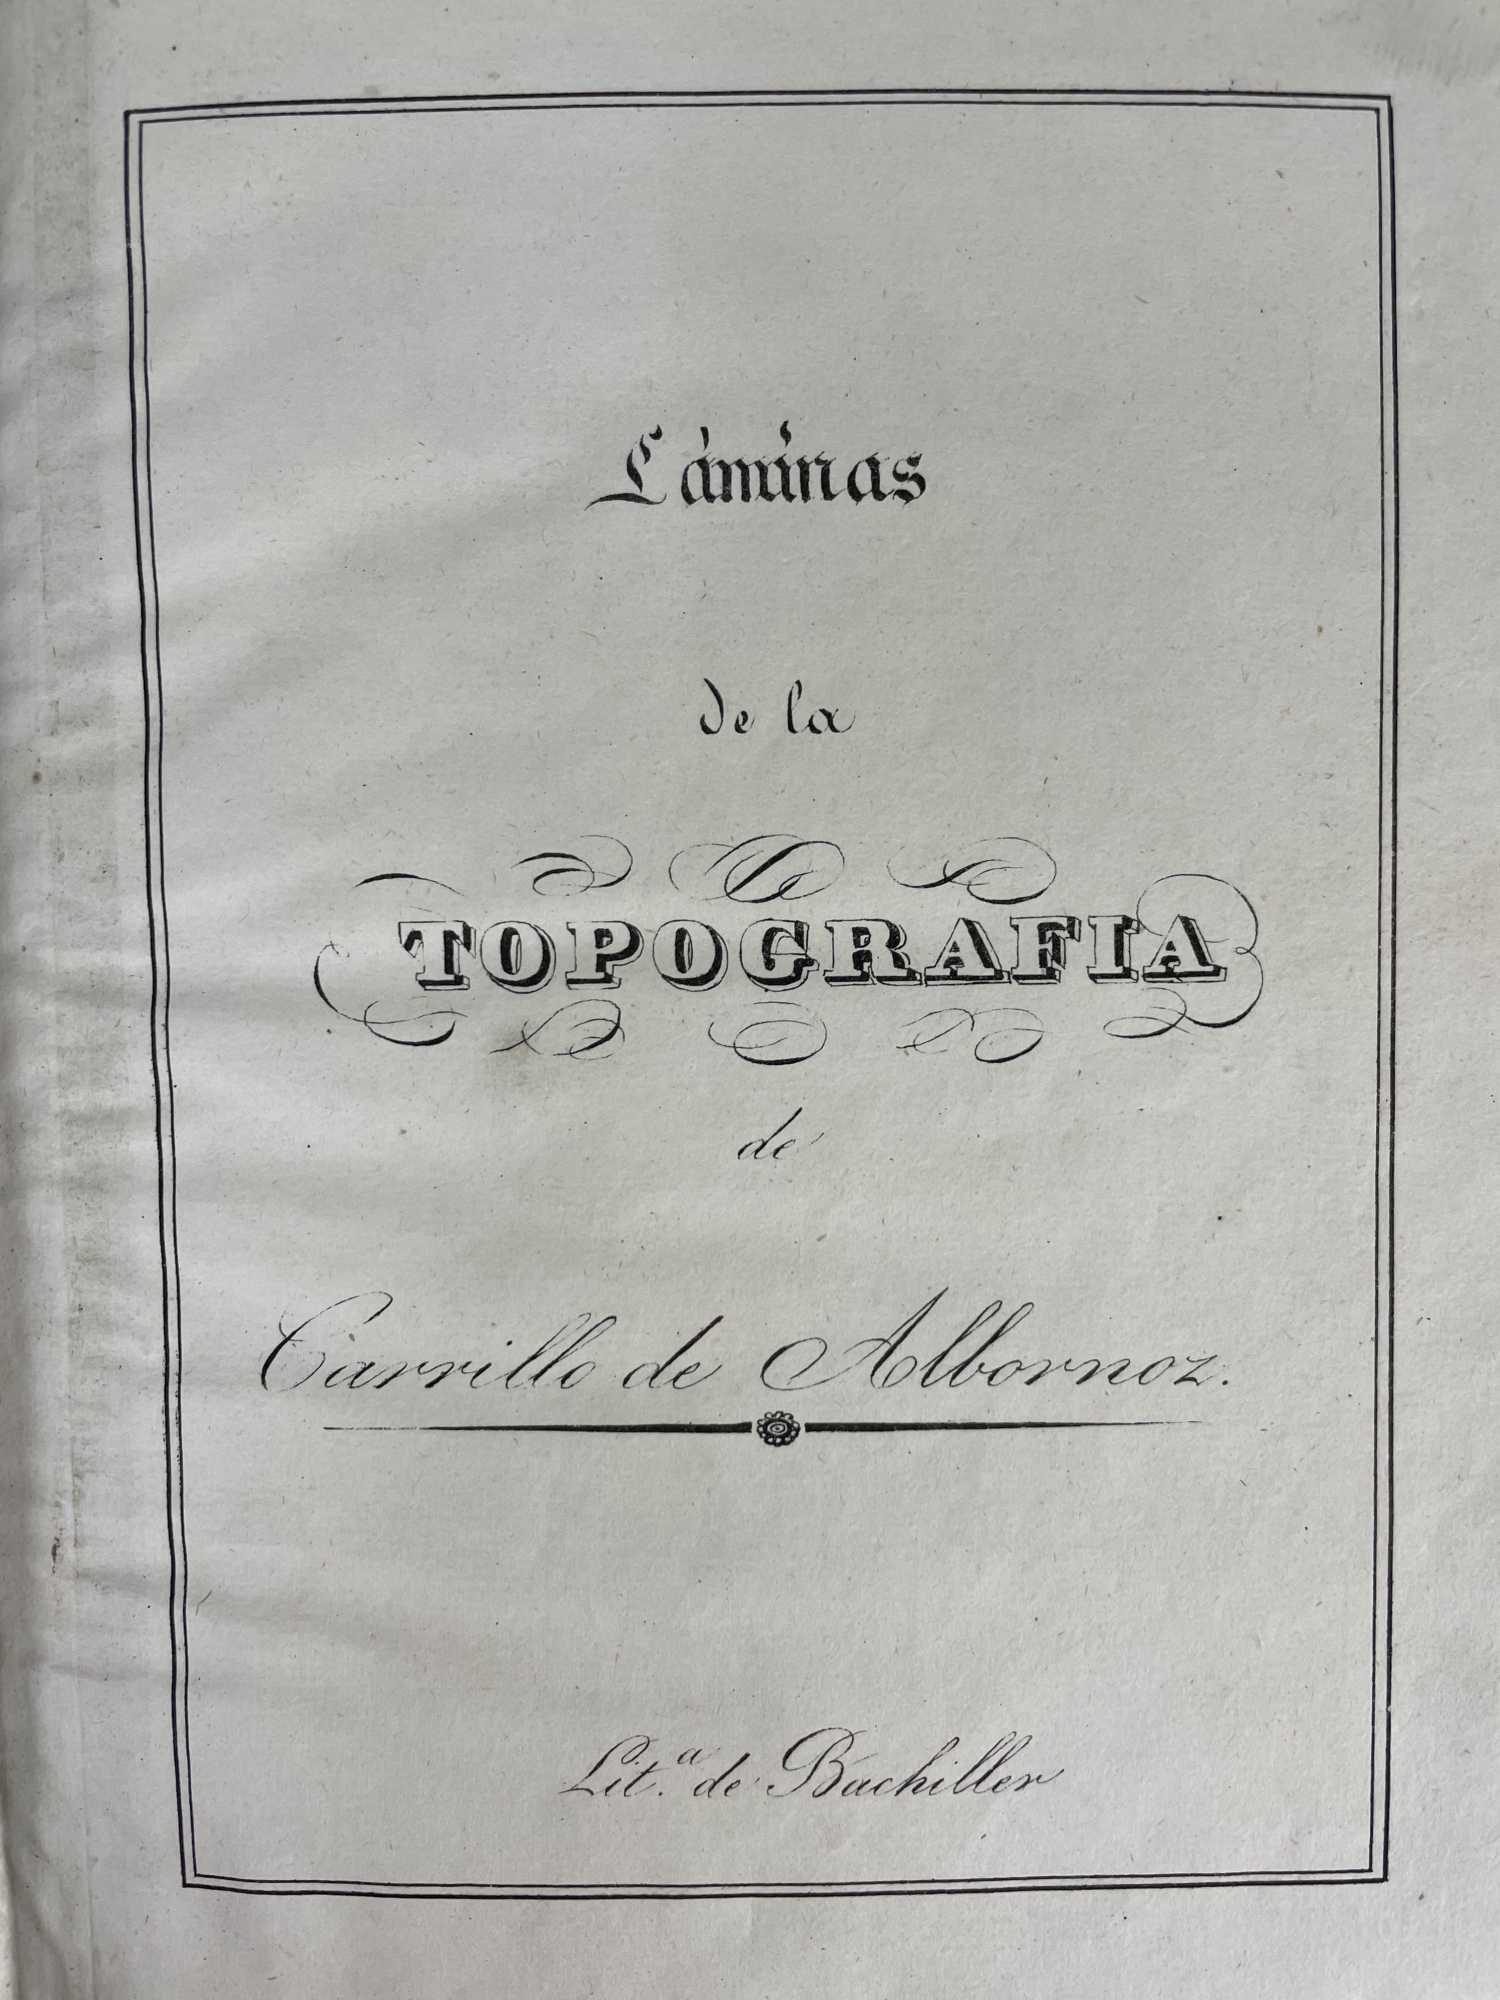 Láminas
de la
TOPOGRAFIA
de
Carrillo de Albornoz.
Lit.ª de Bachiller